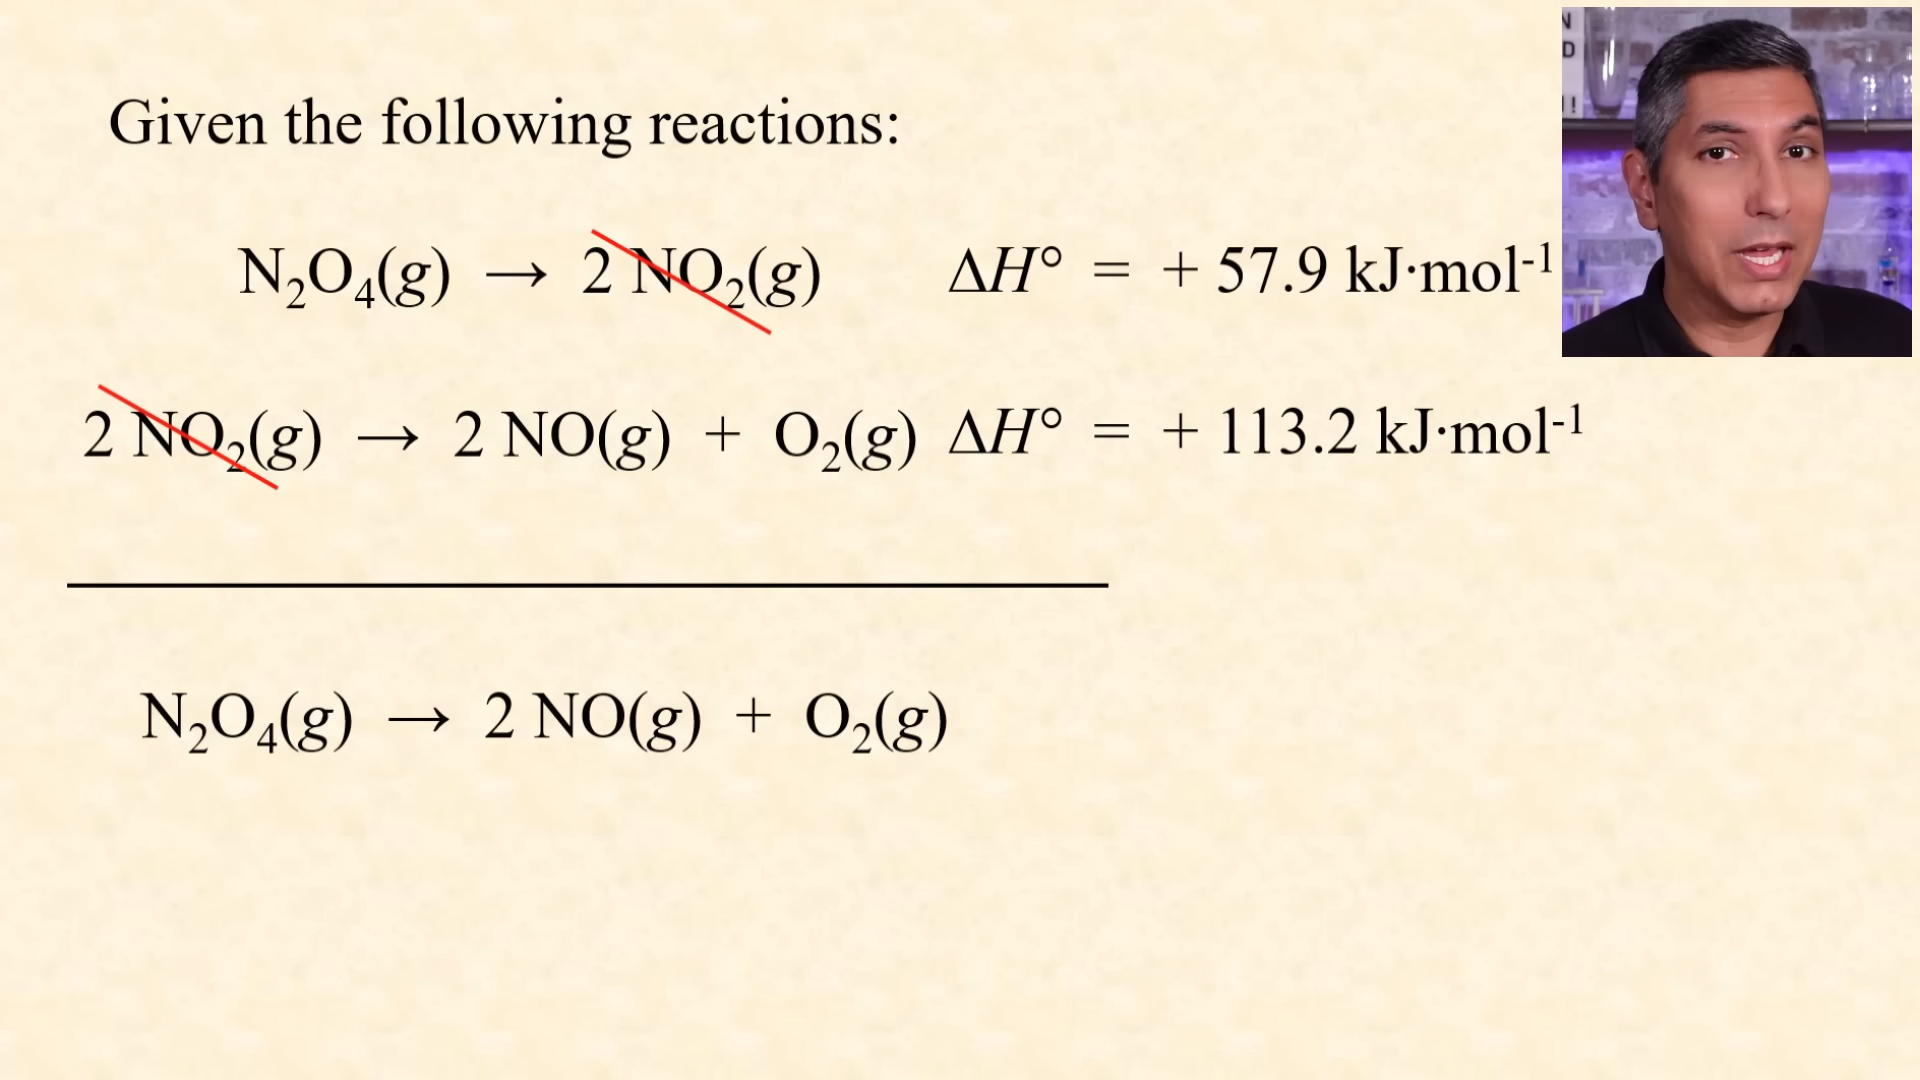 Given the following reactions:
N₂O₄(g) → 2 NO₂(g) ΔH° = + 57.9 kJ·mol⁻¹
2 NO₂(g) → 2 NO(g) + O₂(g) ΔH° = + 113.2 kJ·mol⁻¹
N₂O₄(g) → 2 NO(g) + O₂(g)